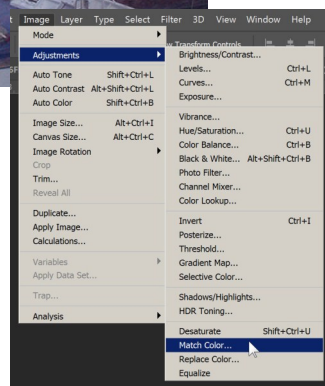 Image Layer Type Select Filter 3D View Window Help
Transform Controls
Mode
Adjustments
Auto Tone Shift+Ctrl+L
Auto Contrast Alt+Shift+Ctrl+L
Auto Color Shift+Ctrl+B
Image Size... Alt+Ctrl+I
Canvas Size... Alt+Ctrl+C
Image Rotation
Crop
Trim...
Reveal All
Duplicate...
Apply Image...
Calculations...
Variables
Apply Data Set...
Trap...
Analysis
Brightness/Contrast...
Levels... Ctrl+L
Curves... Ctrl+M
Exposure...
Vibrance...
Hue/Saturation... Ctrl+U
Color Balance... Ctrl+B
Black & White... Alt+Shift+Ctrl+B
Photo Filter...
Channel Mixer...
Color Lookup...
Invert Ctrl+I
Posterize...
Threshold...
Gradient Map...
Selective Color...
Shadows/Highlights...
HDR Toning...
Desaturate Shift+Ctrl+U
Match Color...
Replace Color...
Equalize